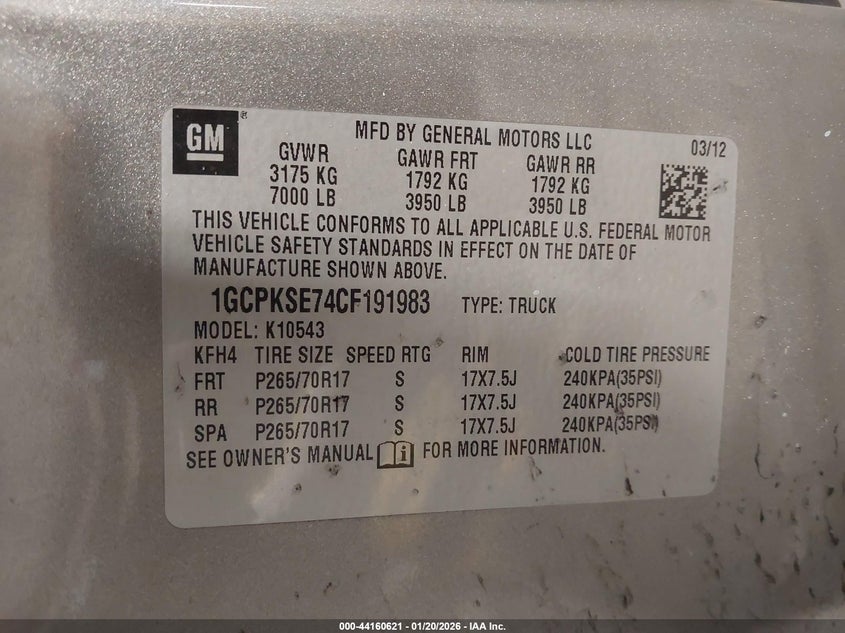 GM®
MFD BY GENERAL MOTORS LLC 03/12
GVWR GAWR FRT GAWR RR
3175 KG 1792 KG 1792 KG
7000 LB 3950 LB 3950 LB
THIS VEHICLE CONFORMS TO ALL APPLICABLE U.S. FEDERAL MOTOR
VEHICLE SAFETY STANDARDS IN EFFECT ON THE DATE OF
MANUFACTURE SHOWN ABOVE.
1GCPKSE74CF191983 TYPE: TRUCK
MODEL: K10543
KFH4 TIRE SIZE SPEED RTG RIM COLD TIRE PRESSURE
FRT P265/70R17 S 17X7.5J 240KPA(35PSI)
RR P265/70R17 S 17X7.5J 240KPA(35PSI)
SPA P265/70R17 S 17X7.5J 240KPA(35PSI)
SEE OWNER'S MANUAL FOR MORE INFORMATION.
000-44160621 - 01/20/2026 - IAA Inc.